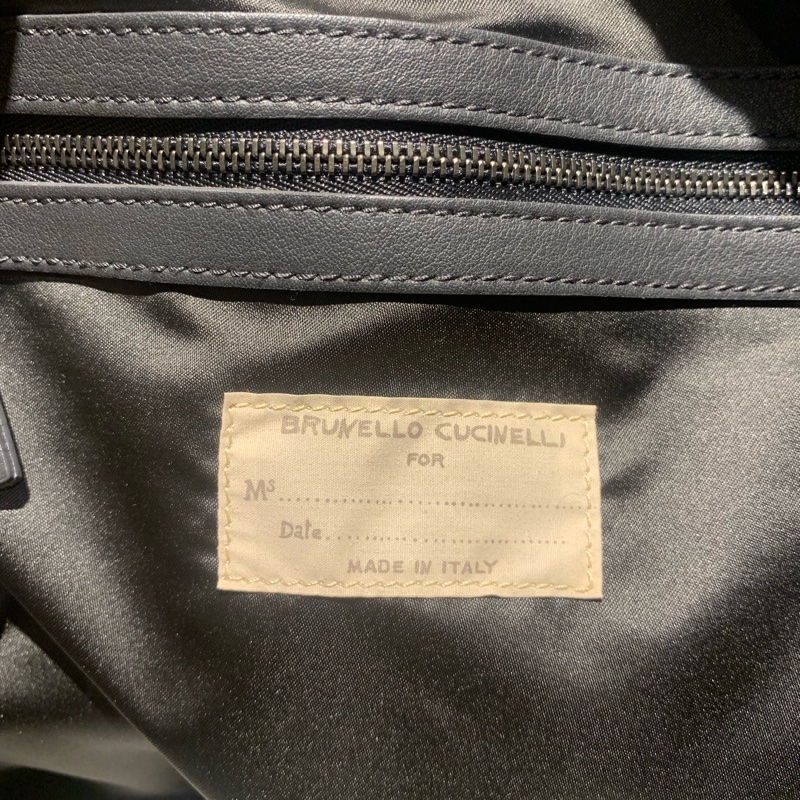 BRUNELLO CUCINELLI
FOR
Ms.......................................
Date..............................
MADE IN ITALY